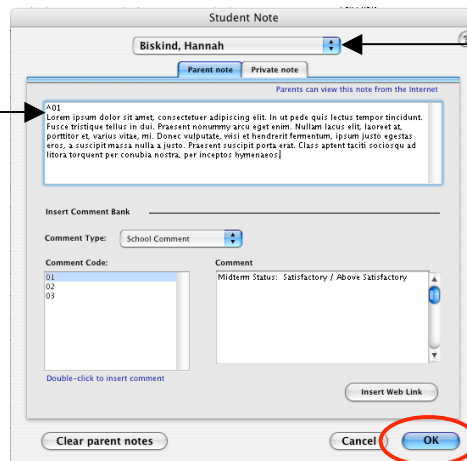 Student Note
Biskind, Hannah
?
Parent note Private note
Parents can view this note from the Internet
^01
Lorem ipsum dolor sit amet, consectetuer adipiscing elit. In ut pede quis lectus tempor tincidunt.
Fusce tristique tellus in dui. Praesent nonummy arcu eget enim. Nullam lacus elit, laoreet at,
porttitor et, varius vitae, mi. Donec vulputate, wisi et hendrerit fermentum, ipsum justo egestas
eros, a suscipit massa nulla a justo. Praesent suscipit porta erat. Class aptent taciti sociosqu ad
litora torquent per conubia nostra, per inceptos hymenaeos.
Insert Comment Bank
Comment Type: School Comment
Comment Code: Comment
01 Midterm Status: Satisfactory / Above Satisfactory
02
03
Double-click to insert comment
Insert Web Link
Clear parent notes Cancel OK